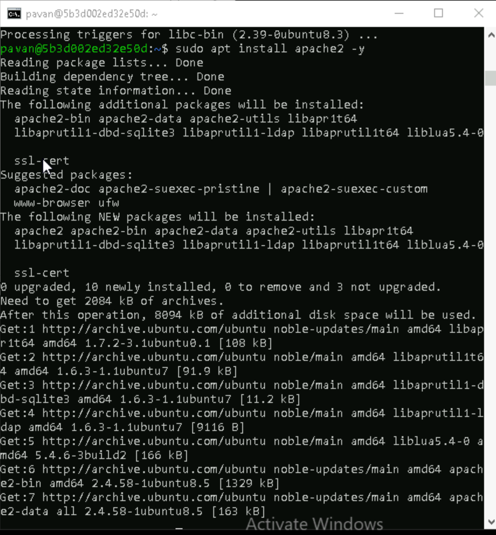 pavan@5b3d002ed32e50d: ~
Processing triggers for libc-bin (2.39-0ubuntu8.3) ...
pavan@5b3d002ed32e50d:~$ sudo apt install apache2 -y
Reading package lists... Done
Building dependency tree... Done
Reading state information... Done
The following additional packages will be installed:
  apache2-bin apache2-data apache2-utils libapr1t64
  libaprutil1-dbd-sqlite3 libaprutil1-ldap libaprutil1t64 liblua5.4-0
  ssl-cert
Suggested packages:
  apache2-doc apache2-suexec-pristine | apache2-suexec-custom
  www-browser ufw
The following NEW packages will be installed:
  apache2 apache2-bin apache2-data apache2-utils libapr1t64
  libaprutil1-dbd-sqlite3 libaprutil1-ldap libaprutil1t64 liblua5.4-0
  ssl-cert
0 upgraded, 10 newly installed, 0 to remove and 3 not upgraded.
Need to get 2084 kB of archives.
After this operation, 8094 kB of additional disk space will be used.
Get:1 http://archive.ubuntu.com/ubuntu noble-updates/main amd64 libap
r1t64 amd64 1.7.2-3.1ubuntu0.1 [108 kB]
Get:2 http://archive.ubuntu.com/ubuntu noble/main amd64 libaprutil1t6
4 amd64 1.6.3-1.1ubuntu7 [91.9 kB]
Get:3 http://archive.ubuntu.com/ubuntu noble/main amd64 libaprutil1-d
bd-sqlite3 amd64 1.6.3-1.1ubuntu7 [11.2 kB]
Get:4 http://archive.ubuntu.com/ubuntu noble/main amd64 libaprutil1-l
dap amd64 1.6.3-1.1ubuntu7 [9116 B]
Get:5 http://archive.ubuntu.com/ubuntu noble/main amd64 liblua5.4-0 a
md64 5.4.6-3build2 [166 kB]
Get:6 http://archive.ubuntu.com/ubuntu noble-updates/main amd64 apach
e2-bin amd64 2.4.58-1ubuntu8.5 [1329 kB]
Get:7 http://archive.ubuntu.com/ubuntu noble-updates/main amd64 apach
e2-data all 2.4.58-1ubuntu8.5 [163 kB]
Activate Windows